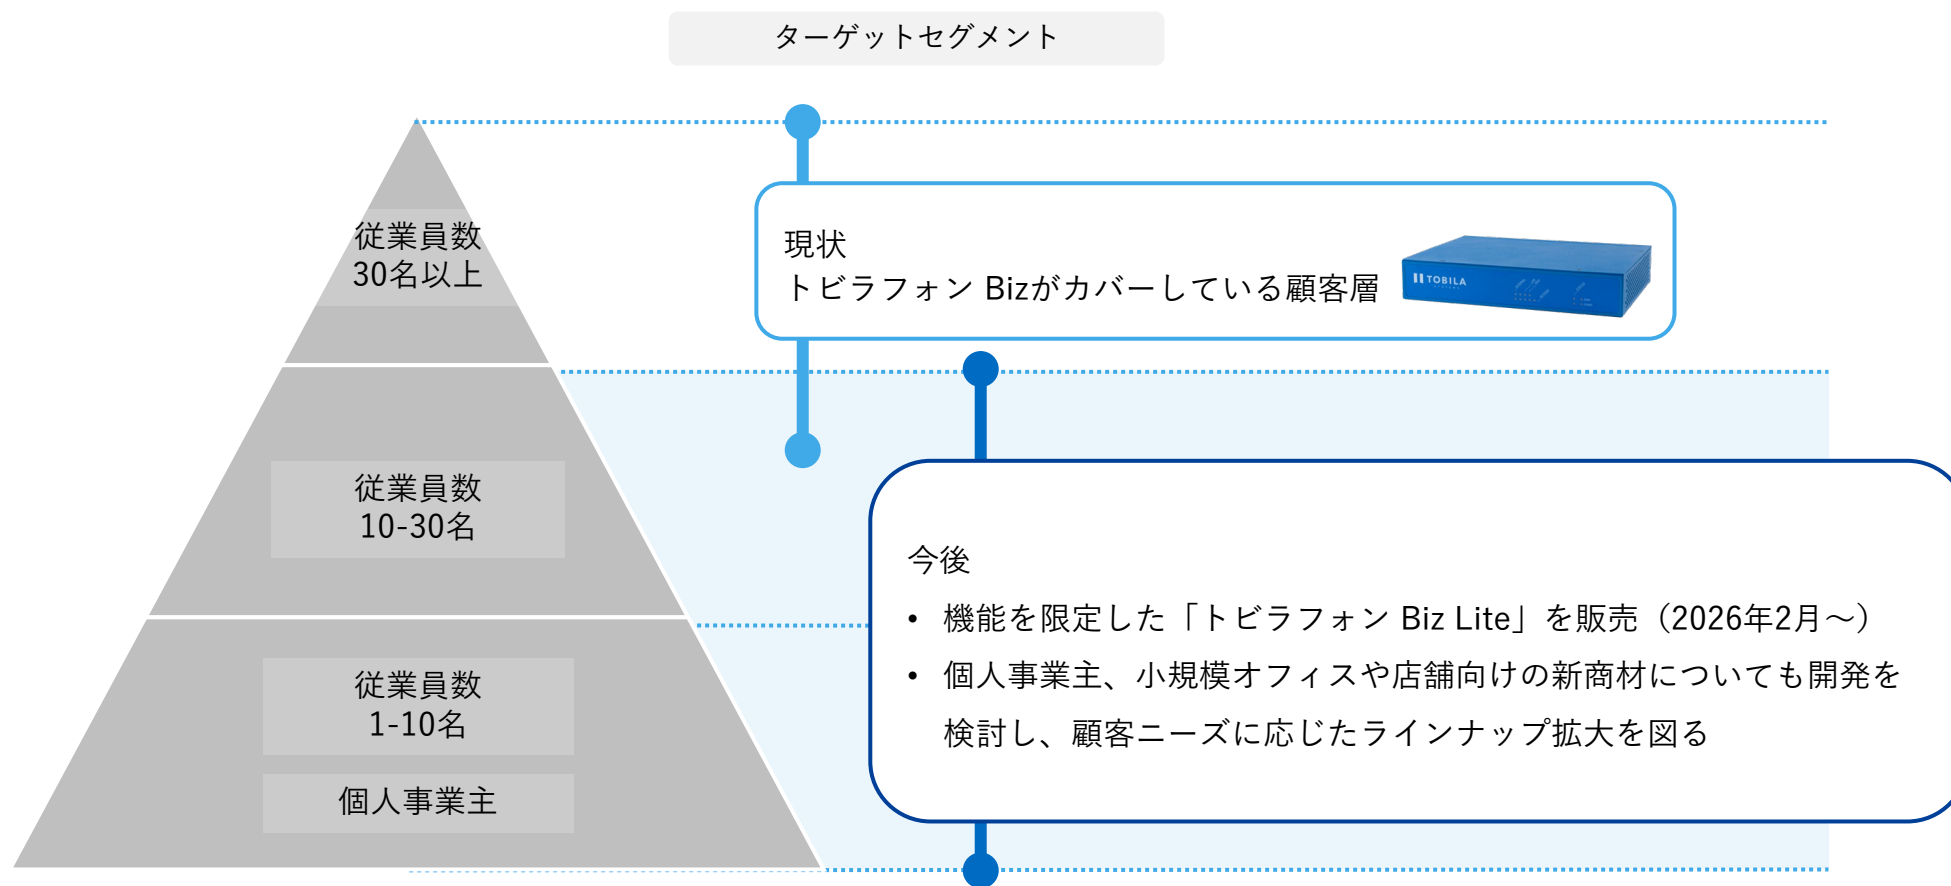 ターゲットセグメント
従業員数
30名以上
現状
トビラフォン Bizがカバーしている顧客層
TOBILA
従業員数
10-30名
今後
• 機能を限定した「トビラフォン Biz Lite」を販売（2026年2月～）
• 個人事業主、小規模オフィスや店舗向けの新商材についても開発を
検討し、顧客ニーズに応じたラインナップ拡大を図る
従業員数
1-10名
個人事業主